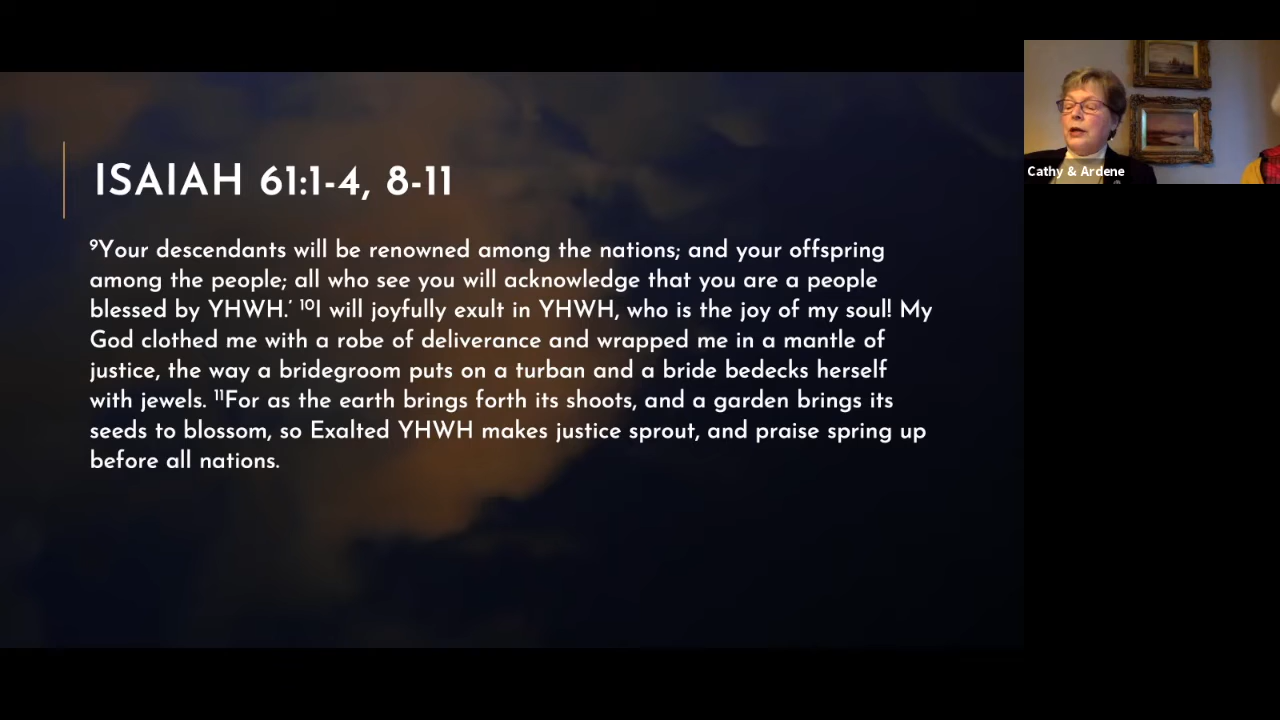 ISAIAH 61:1-4, 8-11
⁹Your descendants will be renowned among the nations; and your offspring
among the people; all who see you will acknowledge that you are a people
blessed by YHWH.’ ¹⁰I will joyfully exult in YHWH, who is the joy of my soul! My
God clothed me with a robe of deliverance and wrapped me in a mantle of
justice, the way a bridegroom puts on a turban and a bride bedecks herself
with jewels. ¹¹For as the earth brings forth its shoots, and a garden brings its
seeds to blossom, so Exalted YHWH makes justice sprout, and praise spring up
before all nations.
Cathy & Ardene